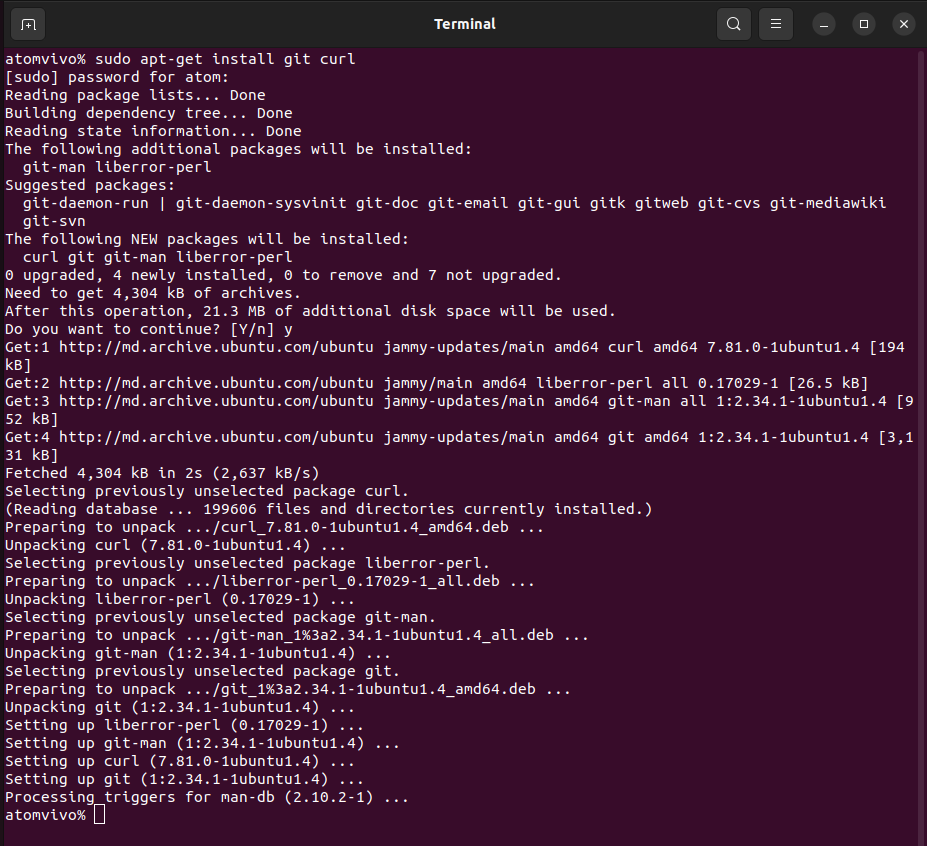 Terminal
atomvivo% sudo apt-get install git curl
[sudo] password for atom:
Reading package lists... Done
Building dependency tree... Done
Reading state information... Done
The following additional packages will be installed:
  git-man liberror-perl
Suggested packages:
  git-daemon-run | git-daemon-sysvinit git-doc git-email git-gui gitk gitweb git-cvs git-mediawiki
  git-svn
The following NEW packages will be installed:
  curl git git-man liberror-perl
0 upgraded, 4 newly installed, 0 to remove and 7 not upgraded.
Need to get 4,304 kB of archives.
After this operation, 21.3 MB of additional disk space will be used.
Do you want to continue? [Y/n] y
Get:1 http://md.archive.ubuntu.com/ubuntu jammy-updates/main amd64 curl amd64 7.81.0-1ubuntu1.4 [194
kB]
Get:2 http://md.archive.ubuntu.com/ubuntu jammy/main amd64 liberror-perl all 0.17029-1 [26.5 kB]
Get:3 http://md.archive.ubuntu.com/ubuntu jammy-updates/main amd64 git-man all 1:2.34.1-1ubuntu1.4 [9
52 kB]
Get:4 http://md.archive.ubuntu.com/ubuntu jammy-updates/main amd64 git amd64 1:2.34.1-1ubuntu1.4 [3,1
31 kB]
Fetched 4,304 kB in 2s (2,637 kB/s)
Selecting previously unselected package curl.
(Reading database ... 199606 files and directories currently installed.)
Preparing to unpack .../curl_7.81.0-1ubuntu1.4_amd64.deb ...
Unpacking curl (7.81.0-1ubuntu1.4) ...
Selecting previously unselected package liberror-perl.
Preparing to unpack .../liberror-perl_0.17029-1_all.deb ...
Unpacking liberror-perl (0.17029-1) ...
Selecting previously unselected package git-man.
Preparing to unpack .../git-man_1%3a2.34.1-1ubuntu1.4_all.deb ...
Unpacking git-man (1:2.34.1-1ubuntu1.4) ...
Selecting previously unselected package git.
Preparing to unpack .../git_1%3a2.34.1-1ubuntu1.4_amd64.deb ...
Unpacking git (1:2.34.1-1ubuntu1.4) ...
Setting up liberror-perl (0.17029-1) ...
Setting up git-man (1:2.34.1-1ubuntu1.4) ...
Setting up curl (7.81.0-1ubuntu1.4) ...
Setting up git (1:2.34.1-1ubuntu1.4) ...
Processing triggers for man-db (2.10.2-1) ...
atomvivo%